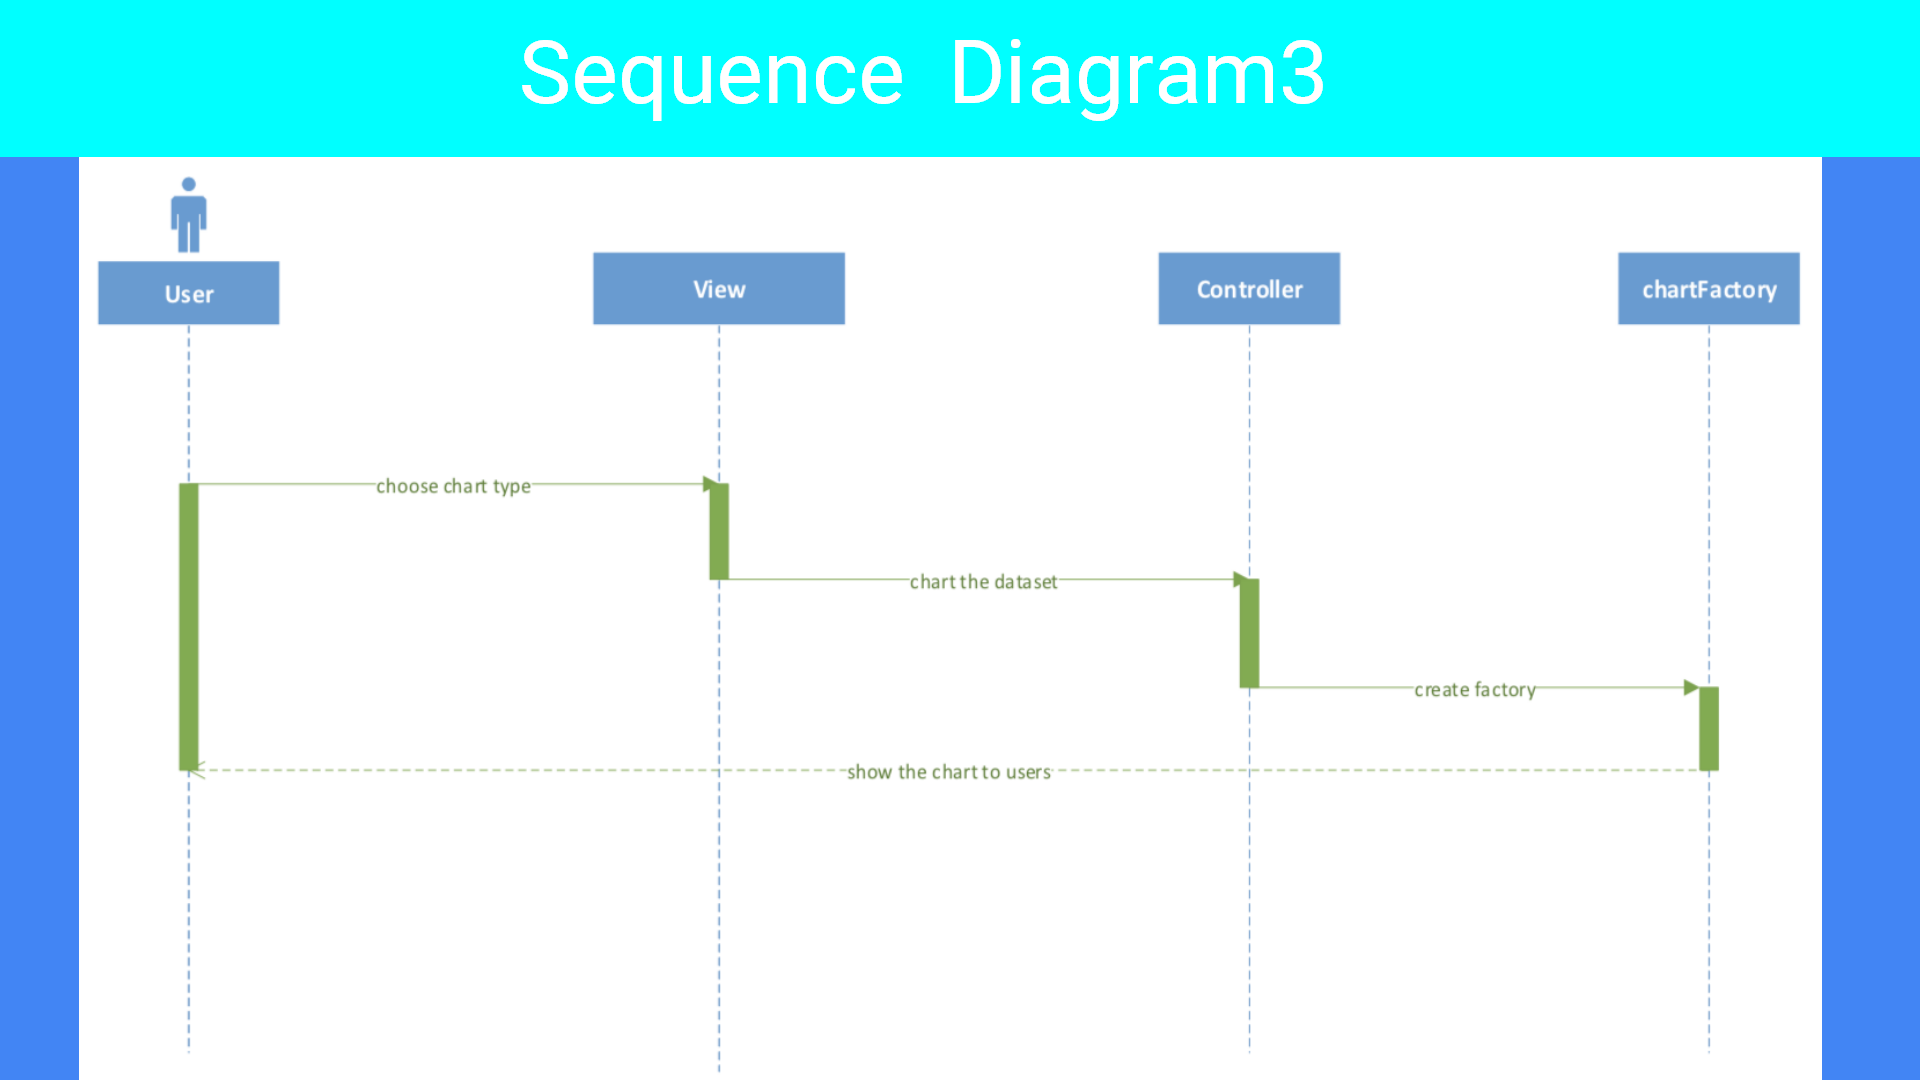 Sequence Diagram3
User
View
Controller
chartFactory
choose chart type
chart the dataset
create factory
show the chart to users